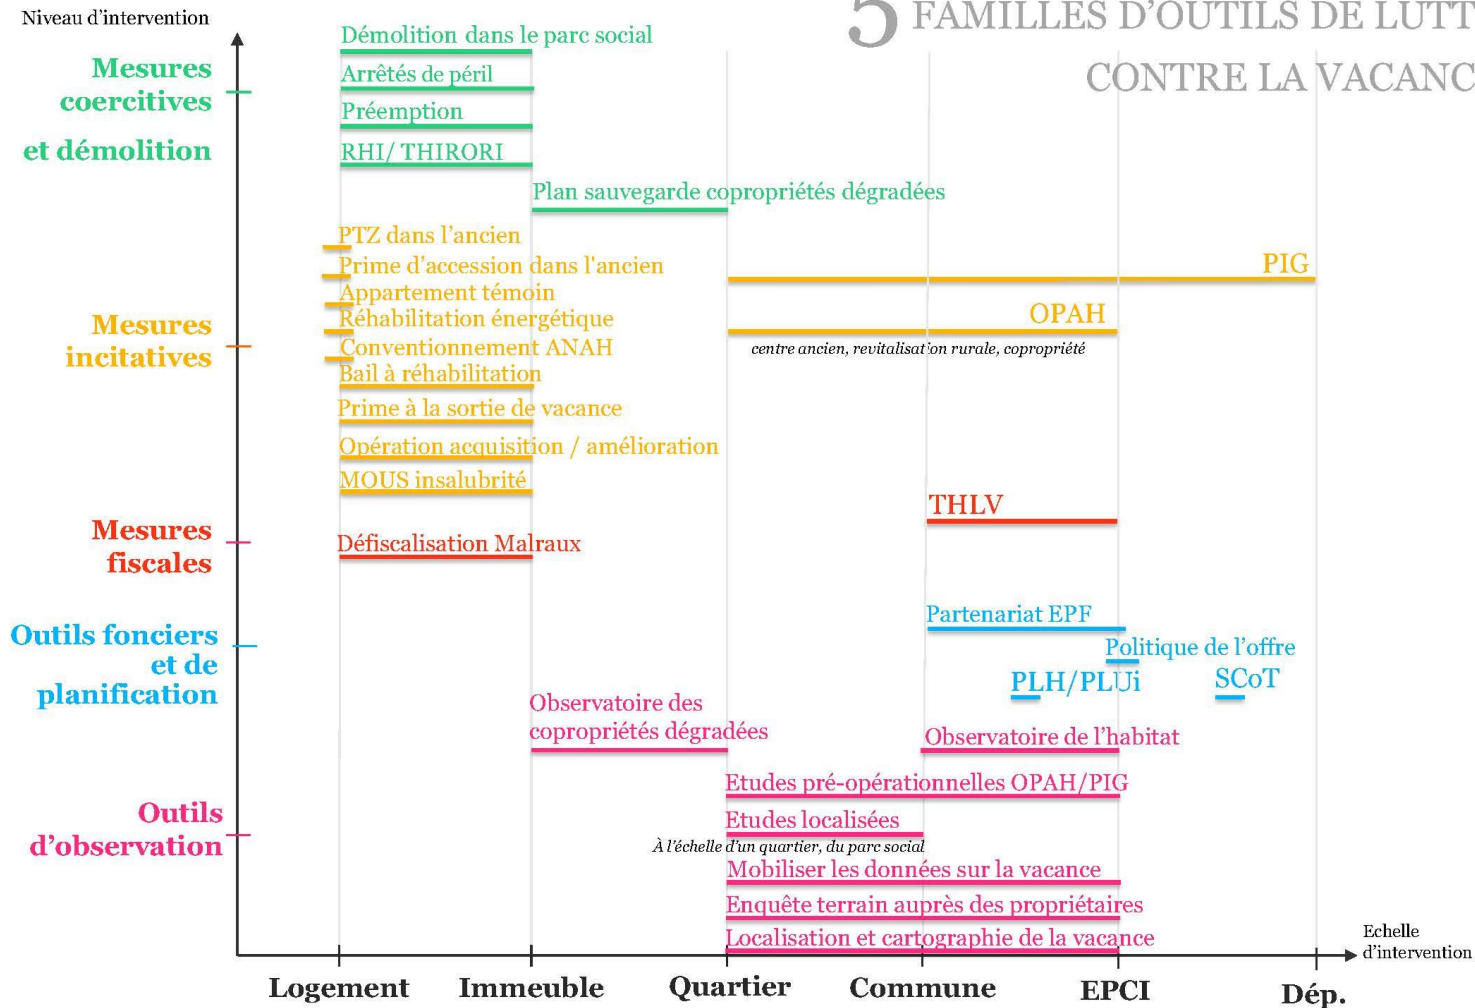 Niveau d'intervention
5 FAMILLES D'OUTILS DE LUTT
CONTRE LA VACANC
Mesures
coercitives
et démolition
Démolition dans le parc social
Arrêtés de péril
Préemption
RHI/ THIRORI
Plan sauvegarde copropriétés dégradées
Mesures
incitatives
PTZ dans l'ancien
Prime d'accession dans l'ancien
Appartement témoin
Réhabilitation énergétique
Conventionnement ANAH
Bail à réhabilitation
Prime à la sortie de vacance
Opération acquisition / amélioration
MOUS insalubrité
PIG
OPAH
centre ancien, revitalisation rurale, copropriété
Mesures
fiscales
THLV
Défiscalisation Malraux
Outils fonciers
et de
planification
Partenariat EPF
Politique de l'offre
PLH/PLUi
SCoT
Outils
d'observation
Observatoire des
copropriétés dégradées
Observatoire de l'habitat
Etudes pré-opérationnelles OPAH/PIG
Etudes localisées
À l'échelle d'un quartier, du parc social
Mobiliser les données sur la vacance
Enquête terrain auprès des propriétaires
Localisation et cartographie de la vacance
Echelle
d'intervention
Logement
Immeuble
Quartier
Commune
EPCI
Dép.